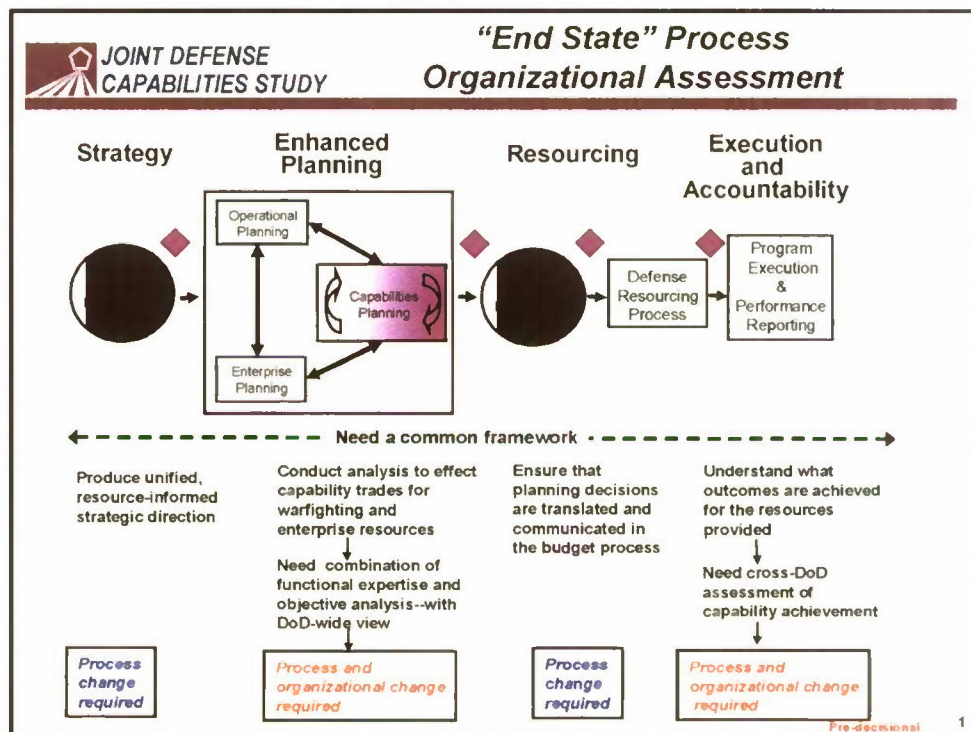 JOINT DEFENSE
CAPABILITIES STUDY
"End State" Process
Organizational Assessment
Strategy
Enhanced
Planning
Resourcing
Execution
and
Accountability
Operational
Planning
Capabilities
Planning
Enterprise
Planning
Defense
Resourcing
Process
Program
Execution
&
Performance
Reporting
Need a common framework
Produce unified,
resource-informed
strategic direction
Conduct analysis to effect
capability trades for
warfighting and
enterprise resources
Need combination of
functional expertise and
objective analysis--with
DoD-wide view
Ensure that
planning decisions
are translated and
communicated in
the budget process
Understand what
outcomes are achieved
for the resources
provided
Need cross-DoD
assessment of
capability achievement
Process
change
required
Process and
organizational change
required
Process
change
required
Process and
organizational change
required
Pre-decisional
1